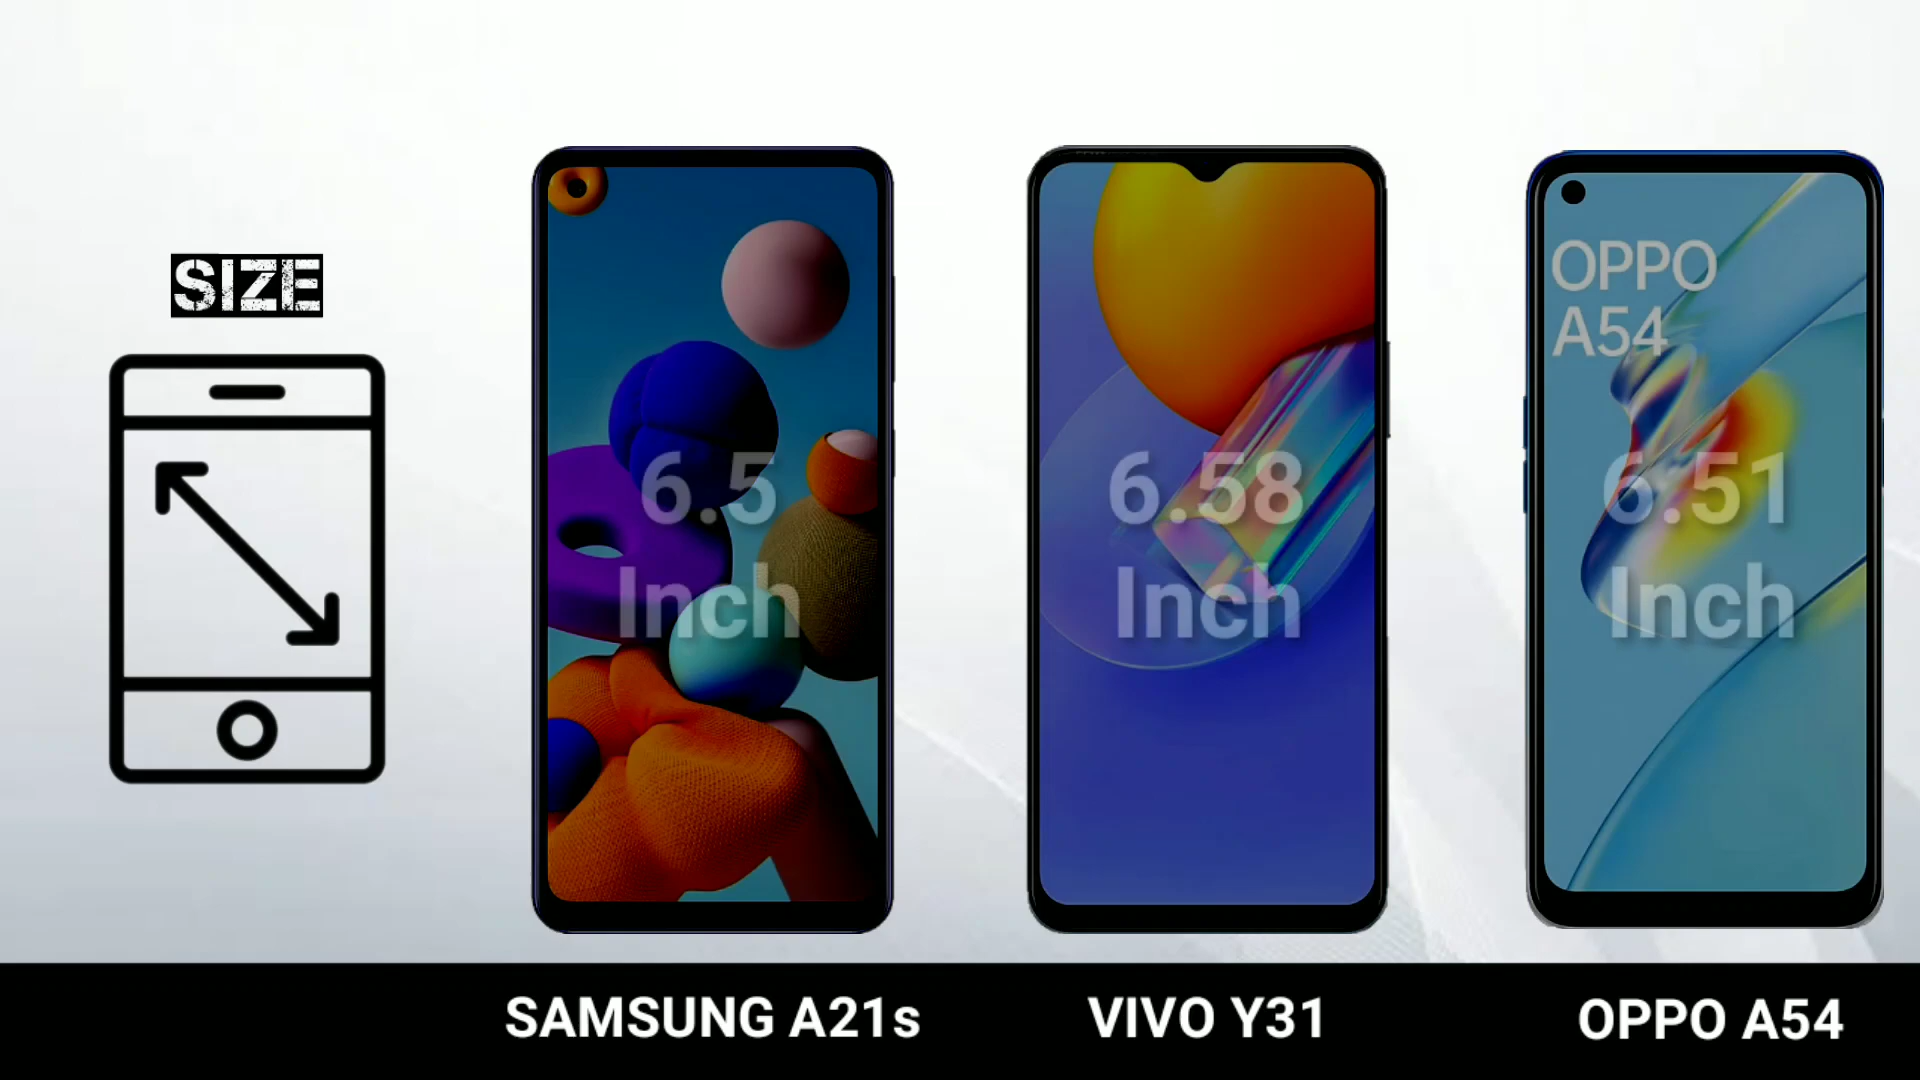 SIZE
OPPO
A54
6.5
Inch
6.58
Inch
6.51
Inch
SAMSUNG A21s
VIVO Y31
OPPO A54